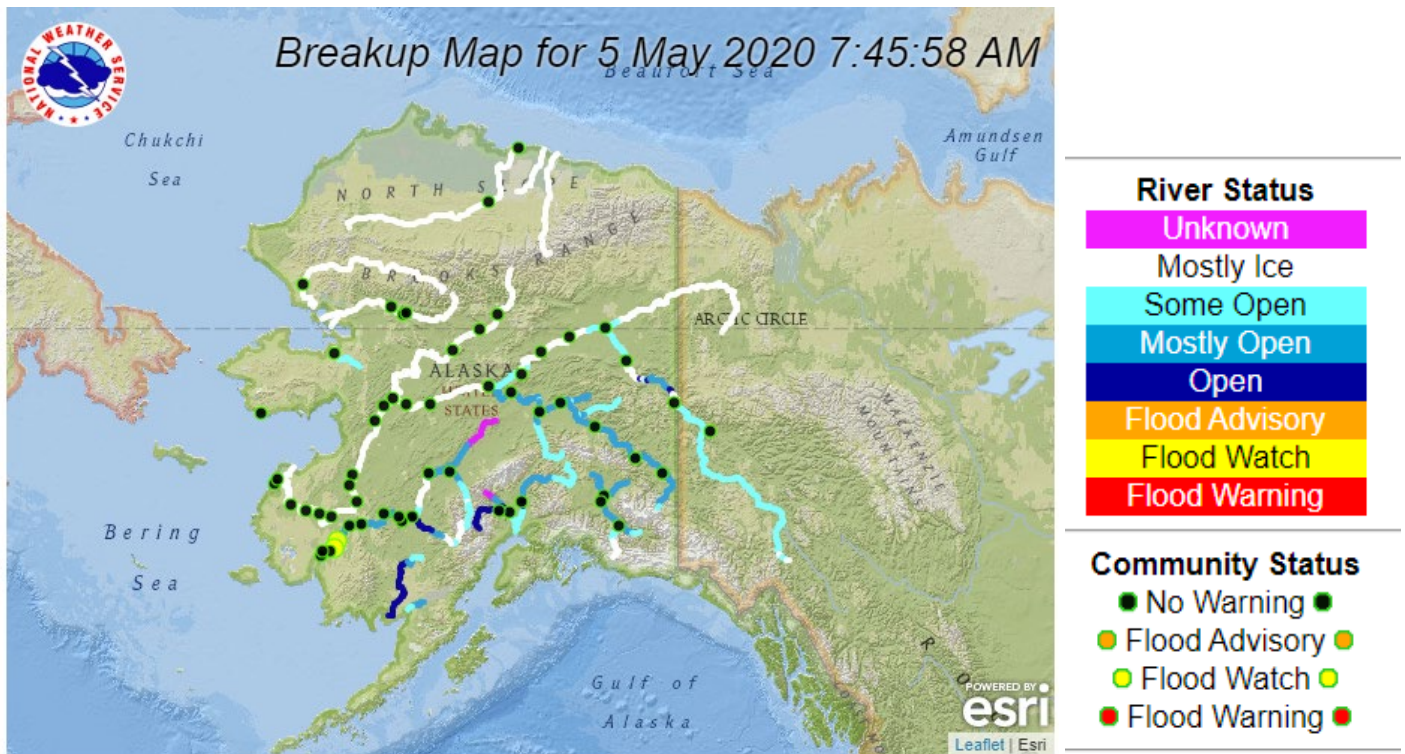 Breakup Map for 5 May 2020 7:45:58 AM
NATIONAL WEATHER SERVICE
Beaufort Sea
Chukchi
Sea
Amundsen
Gulf
NORTH SLOPE
BROOKS RANGE
ARCTIC CIRCLE
ALASKA
UNITED
STATES
MACKENZIE
MOUNTAINS
Bering
Sea
Gulf of
Alaska
R O
POWERED BY
esri
Leaflet | Esri
River Status
Unknown
Mostly Ice
Some Open
Mostly Open
Open
Flood Advisory
Flood Watch
Flood Warning
Community Status
No Warning
Flood Advisory
Flood Watch
Flood Warning